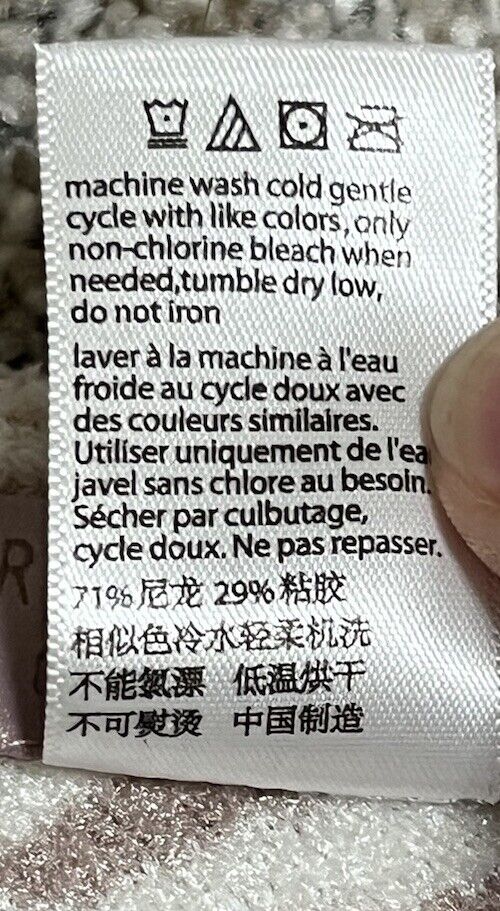 machine wash cold gentle
cycle with like colors, only
non-chlorine bleach when
needed,tumble dry low,
do not iron
laver à la machine à l'eau
froide au cycle doux avec
des couleurs similaires.
Utiliser uniquement de l'ea
javel sans chlore au besoin.
Sécher par culbutage,
cycle doux. Ne pas repasser.
R
71%尼龙 29%粘胶
相似色冷水轻柔机洗
不能氯漂 低温烘干
不可熨烫 中国制造